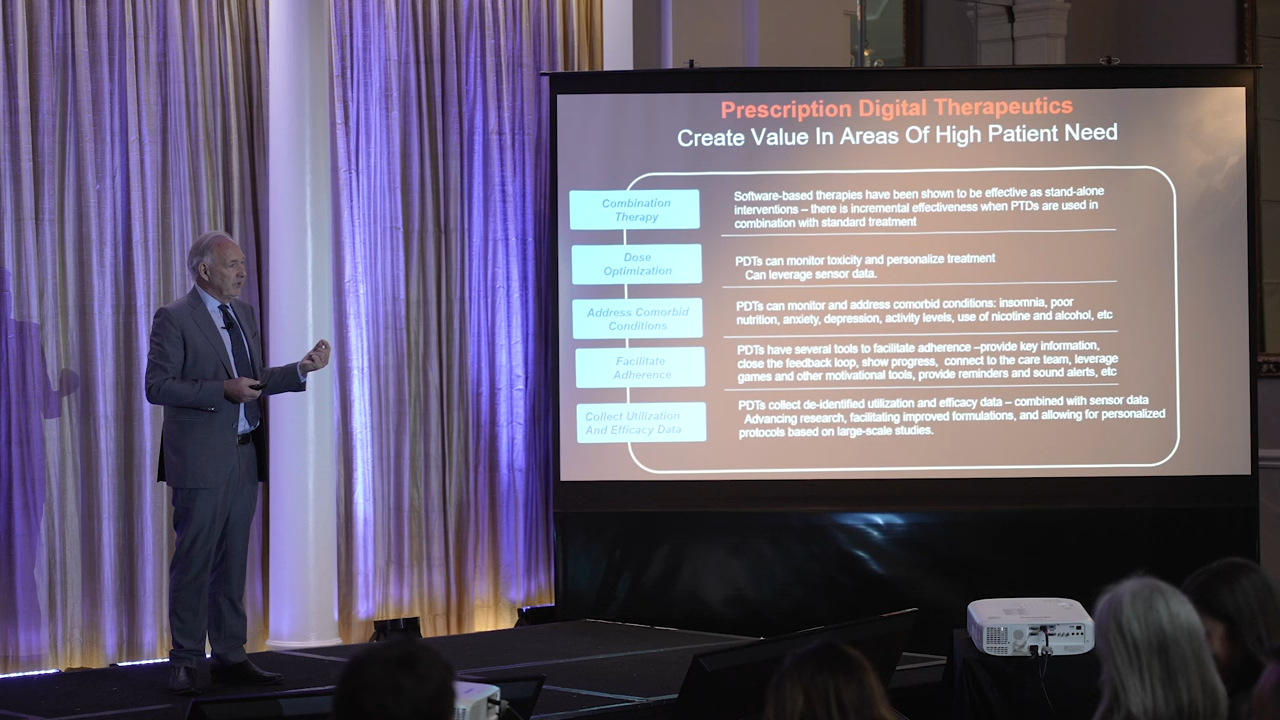 Prescription Digital Therapeutics
Create Value In Areas Of High Patient Need
Combination
Therapy
Software-based therapies have been shown to be effective as stand-alone
interventions – there is incremental effectiveness when PTDs are used in
combination with standard treatment
Dose
Optimization
PDTs can monitor toxicity and personalize treatment
Can leverage sensor data.
Address Comorbid
Conditions
PDTs can monitor and address comorbid conditions: insomnia, poor
nutrition, anxiety, depression, activity levels, use of nicotine and alcohol, etc
Facilitate
Adherence
PDTs have several tools to facilitate adherence –provide key information,
close the feedback loop, show progress, connect to the care team, leverage
games and other motivational tools, provide reminders and sound alerts, etc
Collect Utilization
And Efficacy Data
PDTs collect de-identified utilization and efficacy data – combined with sensor data
Advancing research, facilitating improved formulations, and allowing for personalized
protocols based on large-scale studies.